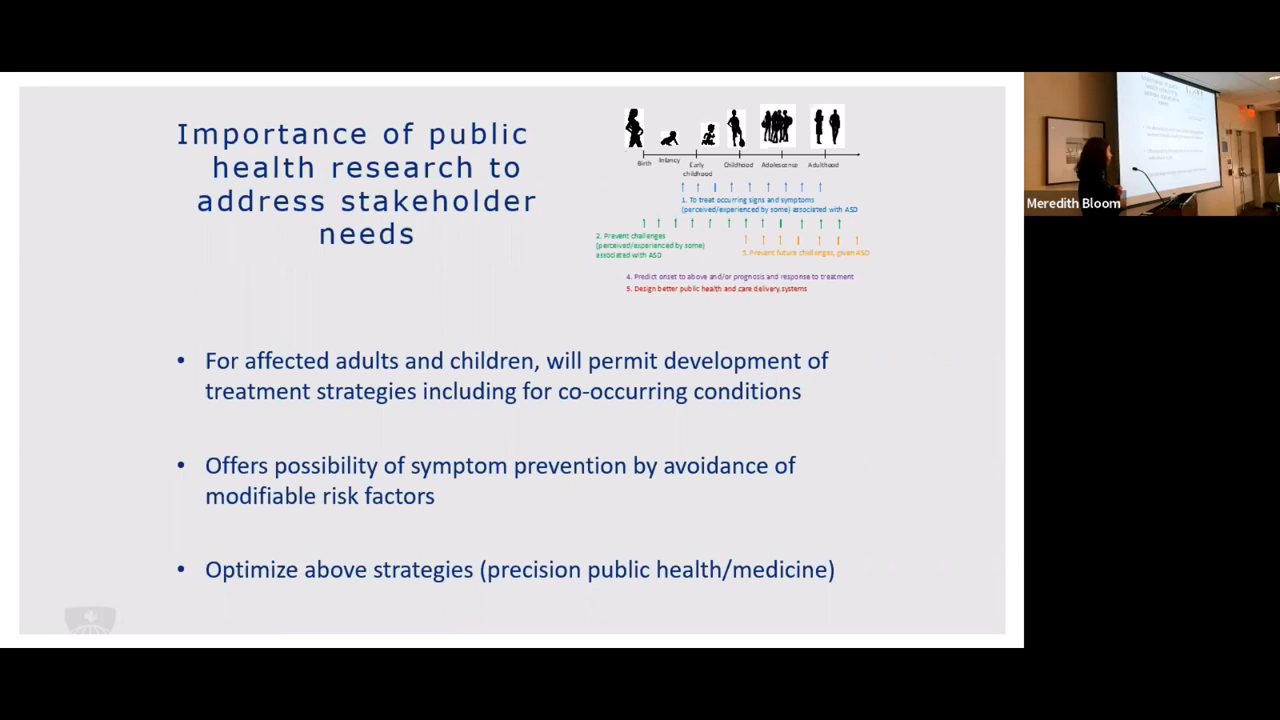 Importance of public
health research to
address stakeholder
needs
Birth
Infancy
Early
childhood
Childhood
Adolescence
Adulthood
1. To treat occurring signs and symptoms
(perceived/experienced by some) associated with ASD
2. Prevent challenges
(perceived/experienced by some)
associated with ASD
3. Prevent future challenges, given ASD
4. Predict onset to above and/or prognosis and response to treatment
5. Design better public health and care delivery systems
• For affected adults and children, will permit development of
treatment strategies including for co-occurring conditions
• Offers possibility of symptom prevention by avoidance of
modifiable risk factors
• Optimize above strategies (precision public health/medicine)
Meredith Bloom